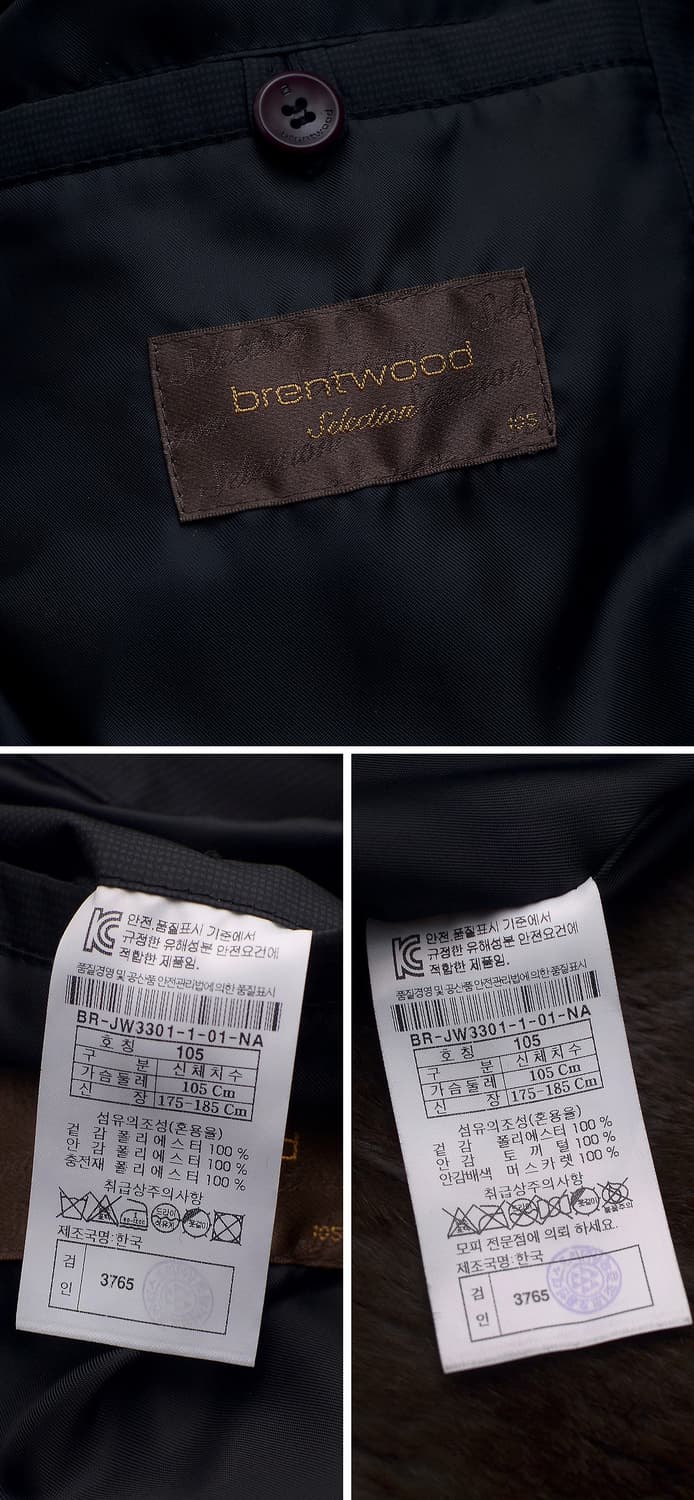 brentwood
brentwood
Selection
105
안전.품질표시 기준에서
규정한 유해성분 안전요건에
적합한 제품임.
품질경영 및 공산품 안전관리법에 의한 품질표시
BR-JW3301-1-01-NA
호 칭 105
구 분 신체치수
가슴둘레 105 Cm
신 장 175-185 Cm
섬유의조성(혼용율)
겉 감 폴리에스터 100 %
안 감 폴리에스터 100 %
충전재 폴리에스터 100 %
취급상주의사항
드라이
제조국명:한국
검인 3765
105
안전.품질표시 기준에서
규정한 유해성분 안전요건에
적합한 제품임.
품질경영 및 공산품 안전관리법에 의한 품질표시
BR-JW3301-1-01-NA
호 칭 105
구 분 신체치수
가슴둘레 105 Cm
신 장 175-185 Cm
섬유의조성(혼용율)
겉 감 폴리에스터 100 %
안 감 토 끼 털 100 %
안감배색 머 스 카 렛 100 %
취급상주의사항
모피 전문점에 의뢰 하세요.
제조국명:한국
검인 3765